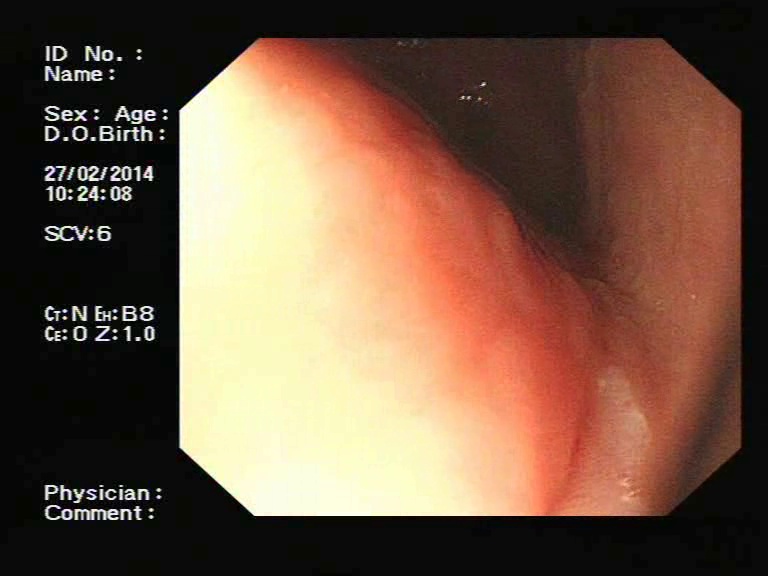 ID No. :
Name:
Sex: Age:
D.O.Birth:
27/02/2014
10:24:08
SCV:6
CT:N EH:B8
CE:0 Z:1.0
Physician:
Comment: